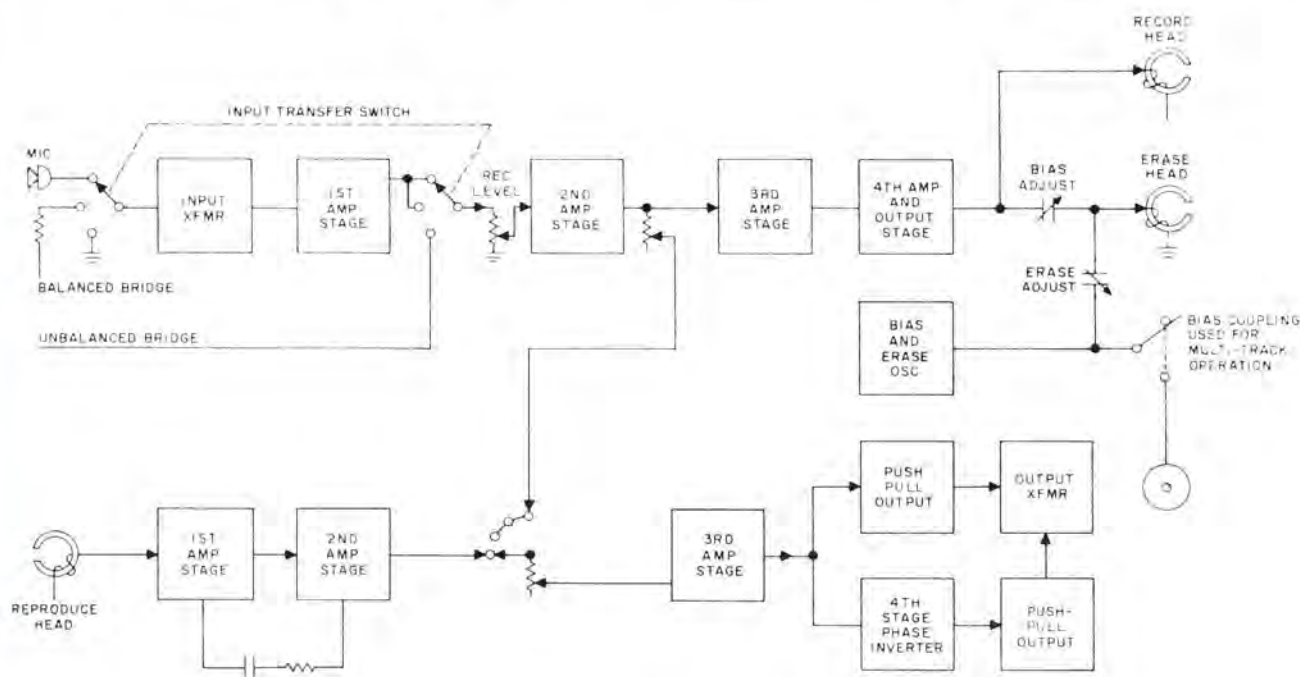 RECORD
HEAD
INPUT TRANSFER SWITCH
MIC
INPUT
XFMR
1ST
AMP
STAGE
REC
LEVEL
2ND
AMP
STAGE
3RD
AMP
STAGE
4TH AMP
AND
OUTPUT
STAGE
BIAS
ADJUST
ERASE
HEAD
BALANCED BRIDGE
UNBALANCED BRIDGE
ERASE
ADJUST
BIAS
AND
ERASE
OSC
BIAS COUPLING
USED FOR
MULTI-TRACK
OPERATION
REPRODUCE
HEAD
1ST
AMP
STAGE
2ND
AMP
STAGE
3RD
AMP
STAGE
PUSH
PULL
OUTPUT
OUTPUT
XFMR
4TH
STAGE
PHASE
INVERTER
PUSH-
PULL
OUTPUT